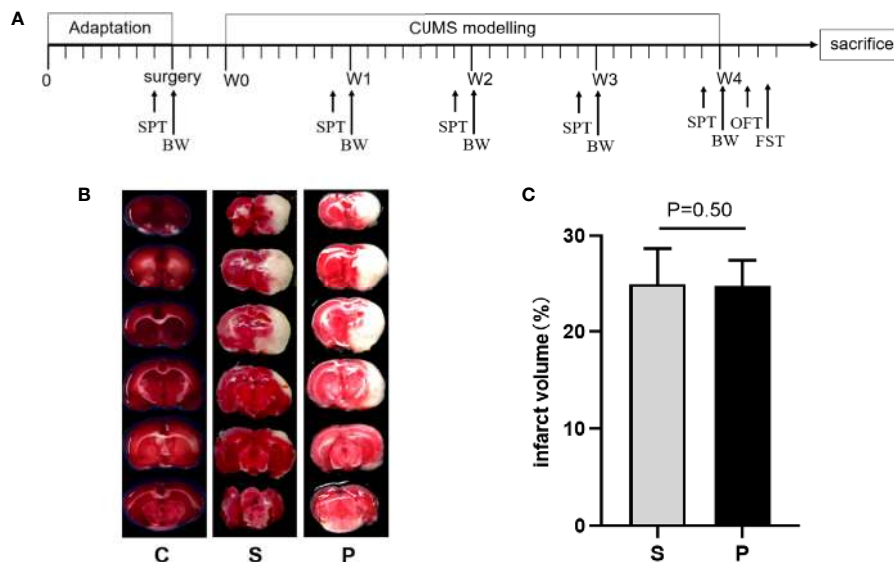 A
Adaptation
CUMS modelling
sacrifice
0
surgery
W0
W1
W2
W3
W4
SPT
BW
SPT
BW
SPT
BW
SPT
BW
SPT
BW
OFT
FST
B
C
S
P
C
P=0.50
infarct volume(%)
30
20
10
0
S
P